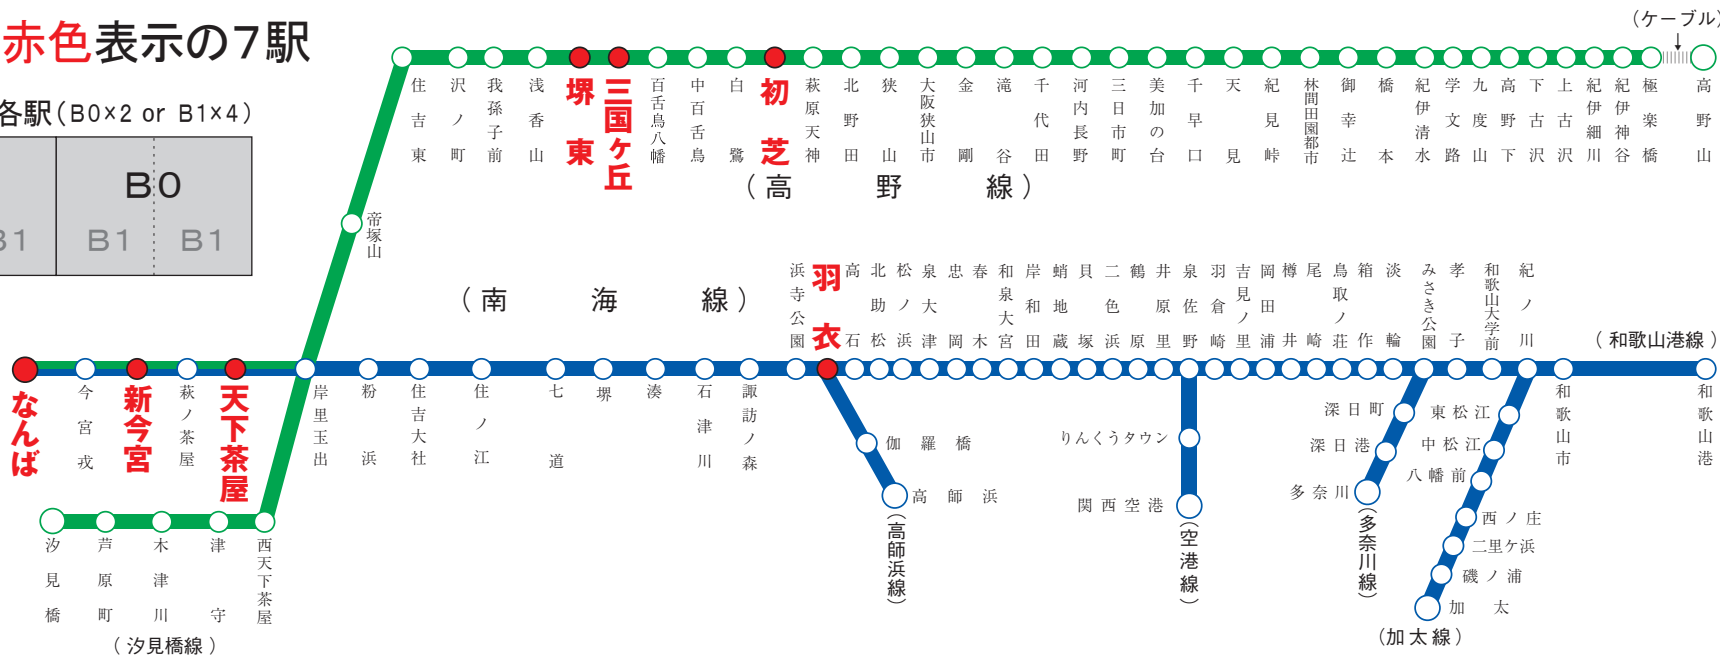 赤色表示の7駅
各駅(B0×2 or B1×4)
B0
B1
B1
B1
(ケーブル)
住吉東
沢ノ町
我孫子前
浅香山
堺東
三国ヶ丘
百舌鳥八幡
中百舌鳥
白鷺
初芝
萩原天神
北野田
狭山
大阪狭山市
金剛
滝谷
千代田
河内長野
三日市町
美加の台
千早口
天見
紀見峠
林間田園都市
御幸辻
橋本
紀伊清水
学文路
九度山
高野下
下古沢
上古沢
紀伊細川
紀伊神谷
極楽橋
高野山
(高野線)
帝塚山
(南海線)
浜寺公園
羽衣
高石
北助松
松ノ浜
泉大津
忠岡
春木
和泉大宮
岸和田
蛸地蔵
貝塚
二色浜
鶴原
井原里
泉佐野
羽倉崎
吉見ノ里
岡田浦
樽井
尾崎
鳥取ノ荘
箱作
淡輪
みさき公園
孝子
和歌山大学前
紀ノ川
(和歌山港線)
なんば
今宮戎
新今宮
萩ノ茶屋
天下茶屋
岸里玉出
粉浜
住吉大社
住ノ江
七道
堺
湊
石津川
諏訪ノ森
伽羅橋
高師浜
(高師浜線)
りんくうタウン
関西空港
(空港線)
深日町
深日港
多奈川
(多奈川線)
東松江
中松江
八幡前
西ノ庄
二里ケ浜
磯ノ浦
加太
(加太線)
和歌山市
和歌山港
汐見橋
芦原町
木津川
津守
西天下茶屋
(汐見橋線)